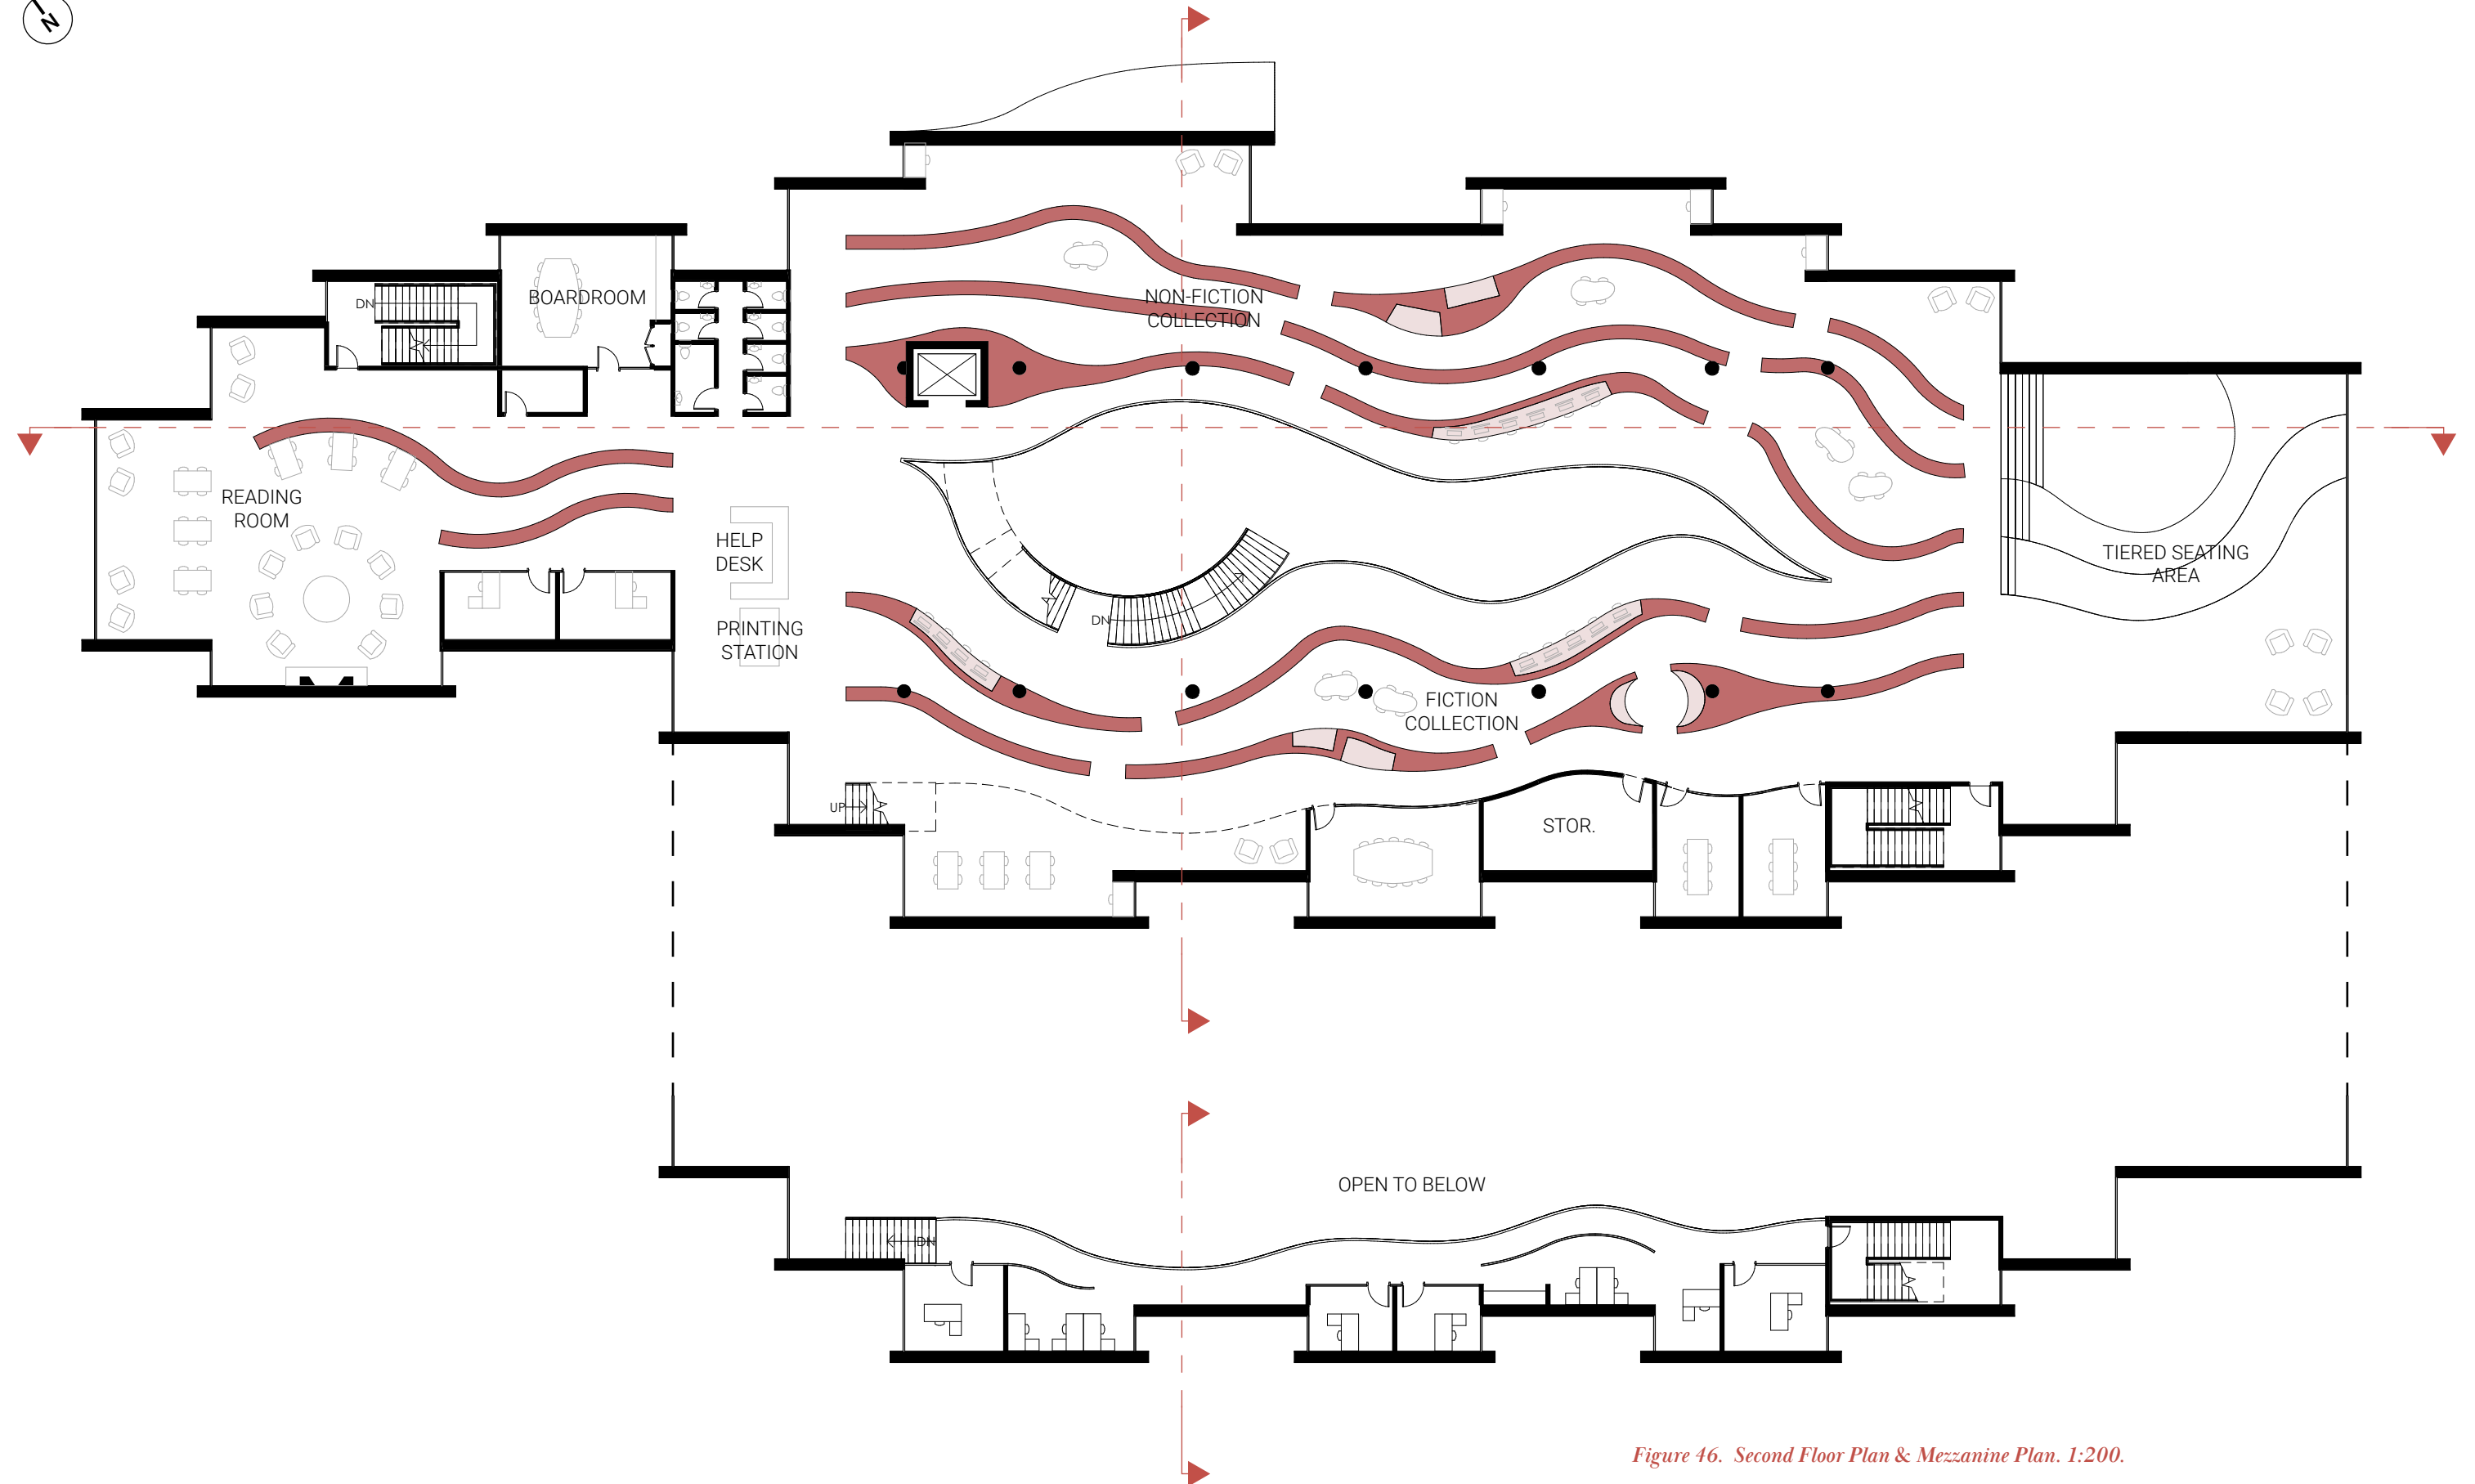 N
DN
BOARDROOM
NON-FICTION
COLLECTION
READING
ROOM
HELP
DESK
TIERED SEATING
AREA
DN
PRINTING
STATION
FICTION
COLLECTION
UP
STOR.
OPEN TO BELOW
DN
Figure 46. Second Floor Plan & Mezzanine Plan. 1:200.